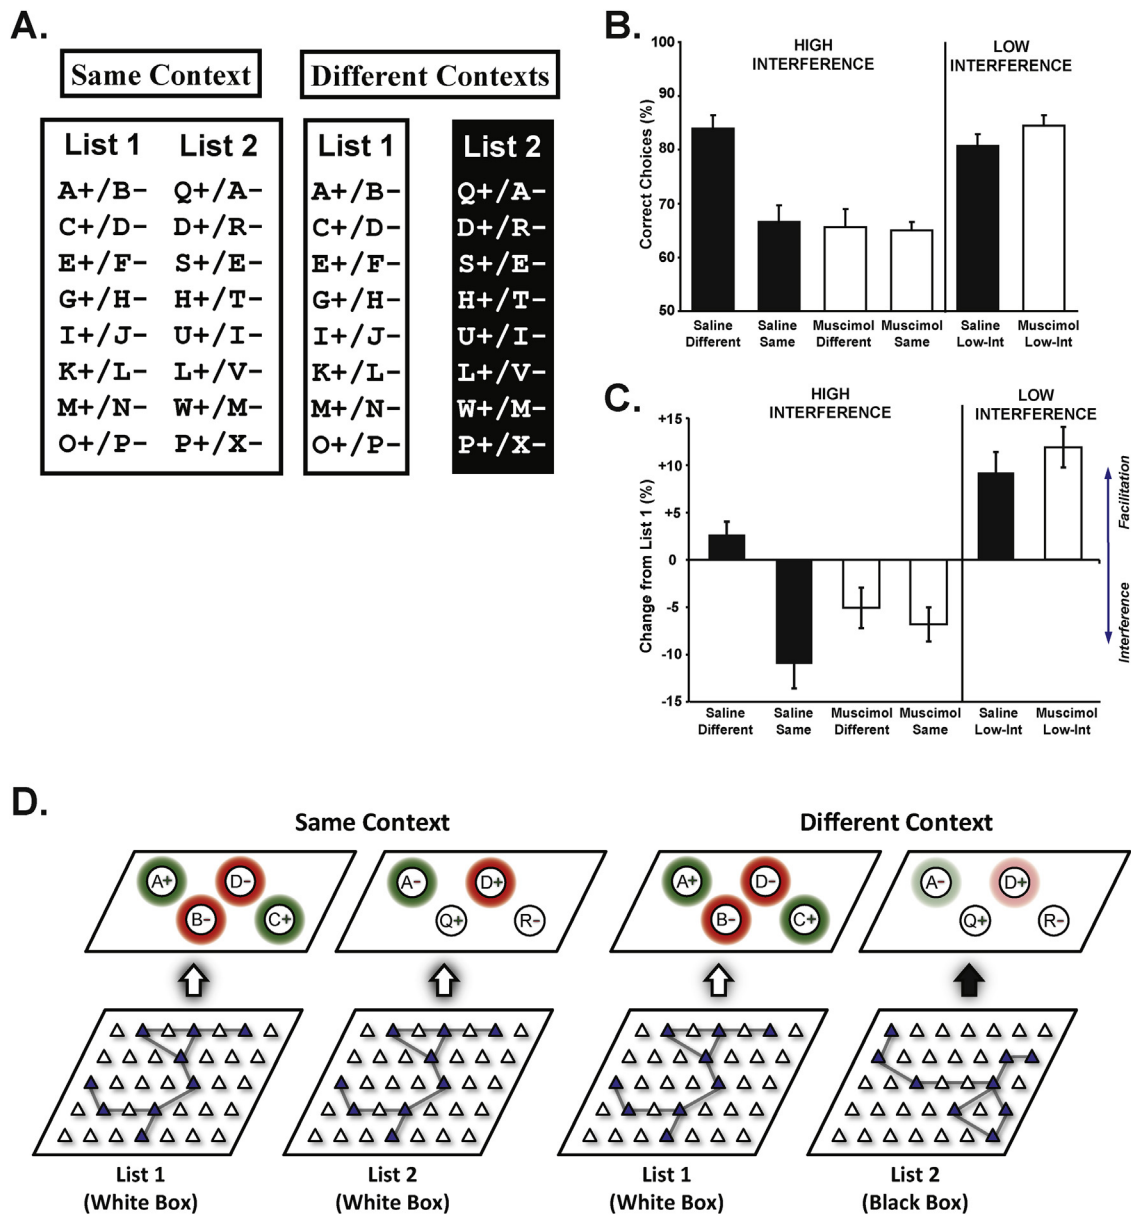 A.
Same Context
Different Contexts
List 1 List 2
A+/B− Q+/A−
C+/D− D+/R−
E+/F− S+/E−
G+/H− H+/T−
I+/J− U+/I−
K+/L− L+/V−
M+/N− W+/M−
O+/P− P+/X−
List 1 List 2
A+/B− Q+/A−
C+/D− D+/R−
E+/F− S+/E−
G+/H− H+/T−
I+/J− U+/I−
K+/L− L+/V−
M+/N− W+/M−
O+/P− P+/X−
B.
HIGH
INTERFERENCE
LOW
INTERFERENCE
Correct Choices (%)
100
90
80
70
60
50
Saline
Different
Saline
Same
Muscimol
Different
Muscimol
Same
Saline
Low-Int
Muscimol
Low-Int
C.
HIGH
INTERFERENCE
LOW
INTERFERENCE
Change from List 1 (%)
+15
+10
+5
0
-5
-10
-15
Facilitation
Interference
Saline
Different
Saline
Same
Muscimol
Different
Muscimol
Same
Saline
Low-Int
Muscimol
Low-Int
D.
Same Context
Different Context
A+ D− B− C+
A− D+ Q+ R−
A+ D− B− C+
A− D+ Q+ R−
List 1
(White Box)
List 2
(White Box)
List 1
(White Box)
List 2
(Black Box)